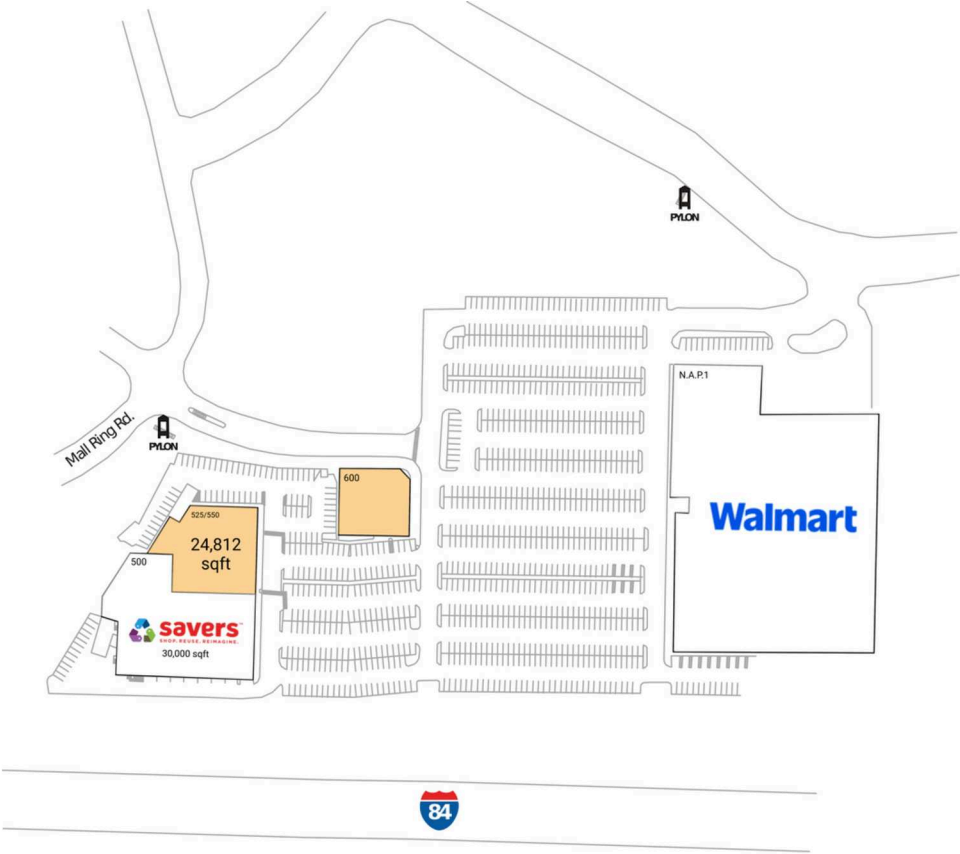 PYLON
N.A.P.1
Mall Ring Rd.
PYLON
600
525/550
24,812
sqft
500
Walmart
savers™
SHOP. REUSE. REIMAGINE.
30,000 sqft
84